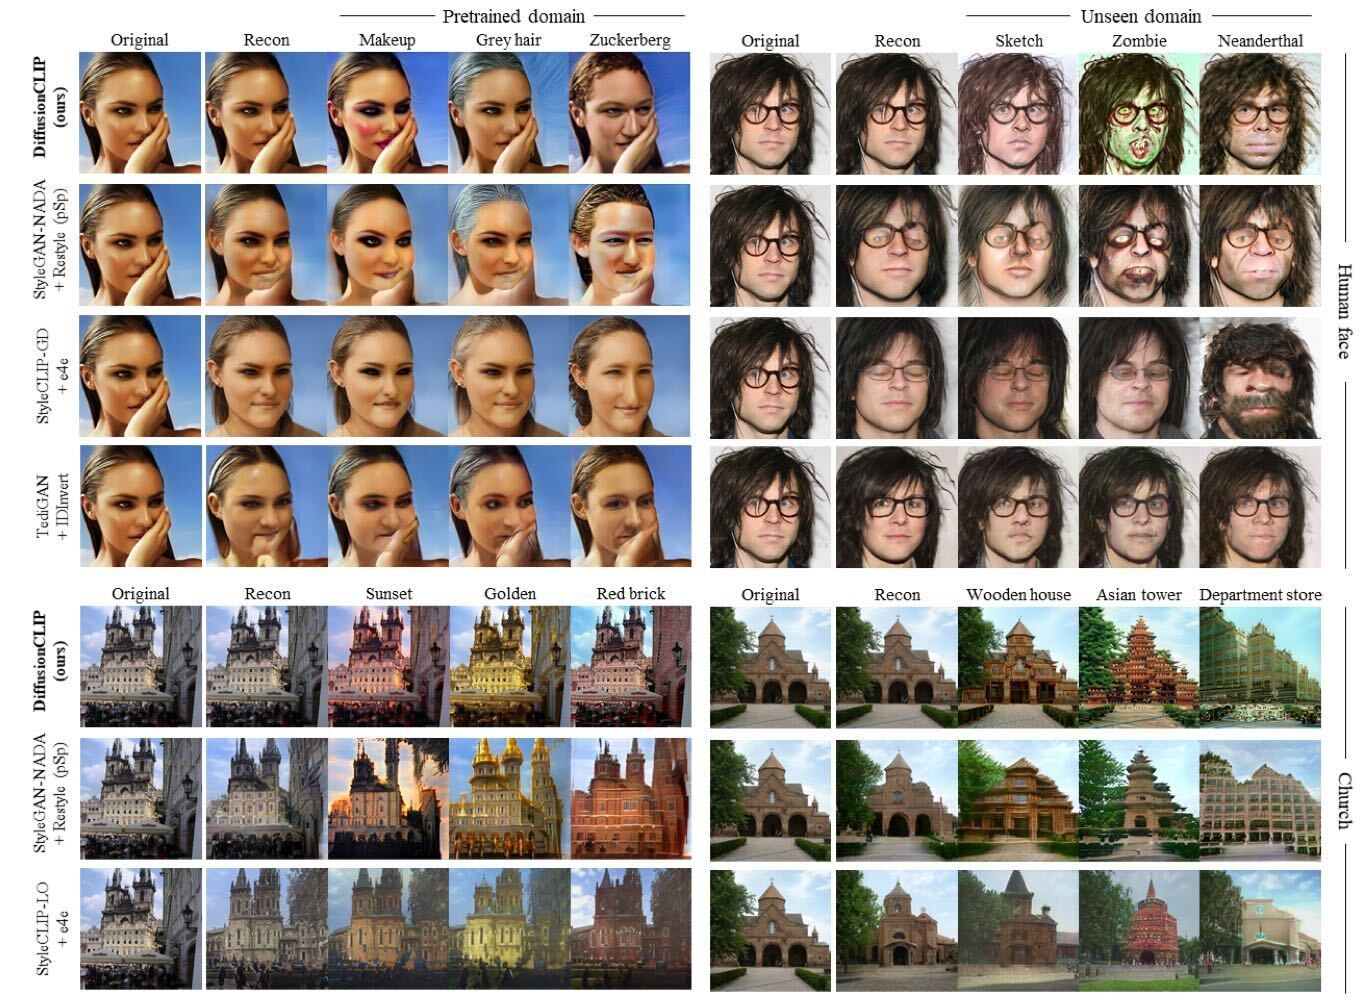 Pretrained domain
Unseen domain
Original Recon Makeup Grey hair Zuckerberg
Original Recon Sketch Zombie Neanderthal
DiffusionCLIP
(ours)
StyleGAN-NADA
+ Restyle (pSp)
StyleCLIP-GD
+ e4e
TediGAN
+ IDInvert
Human face
Original Recon Sunset Golden Red brick
Original Recon Wooden house Asian tower Department store
DiffusionCLIP
(ours)
StyleGAN-NADA
+ Restyle (pSp)
StyleCLIP-LO
+ e4e
Church